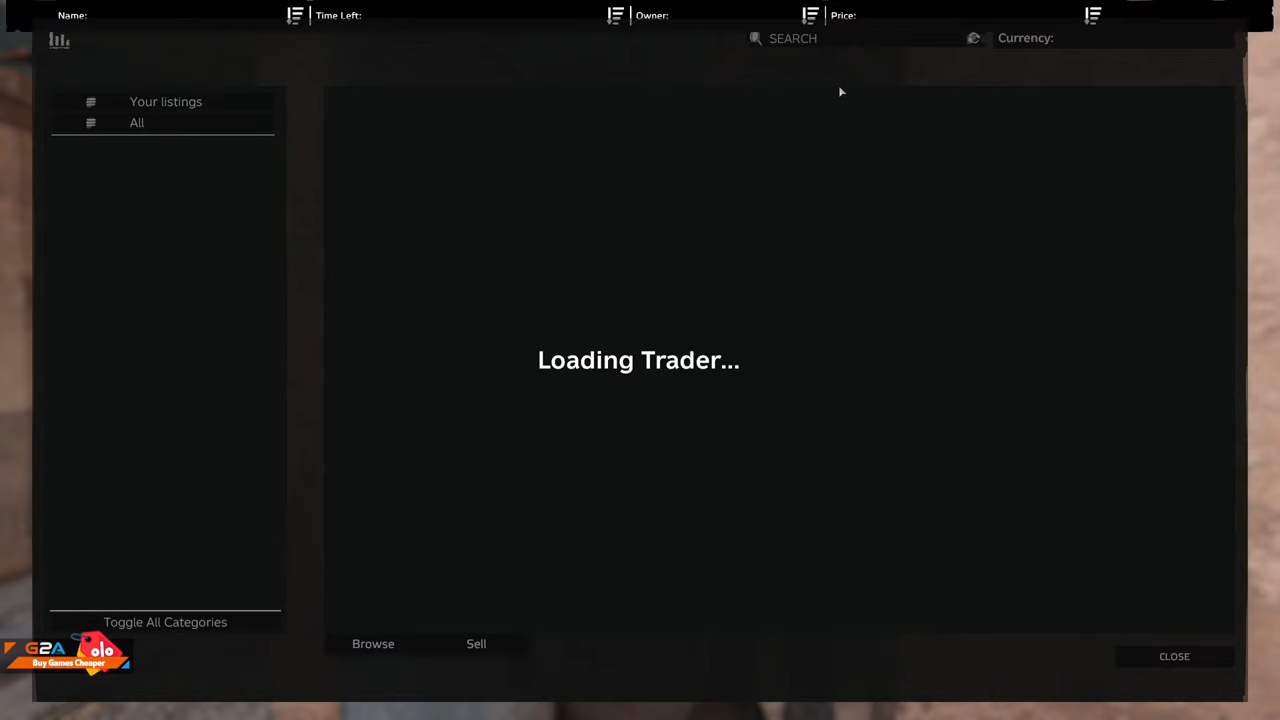 Name: Time Left: Owner: Price:
SEARCH Currency:
Your listings
All
Loading Trader...
Toggle All Categories
Browse Sell
G2A
Buy Games Cheaper
CLOSE